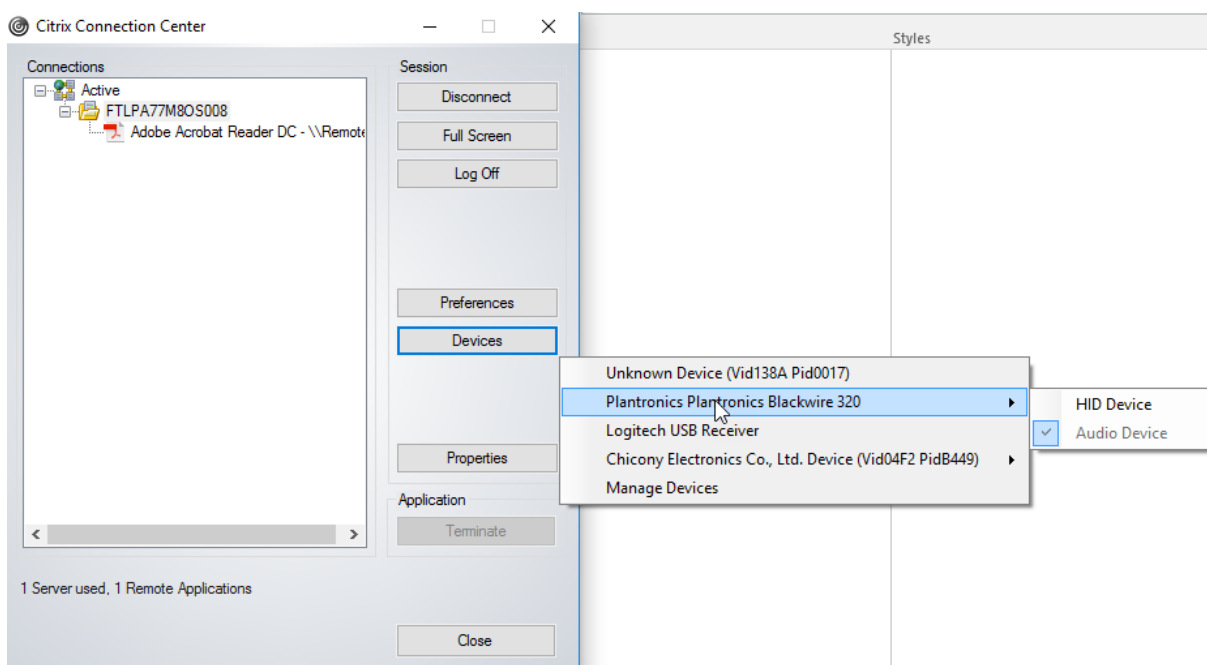 Citrix Connection Center
Styles
Connections
Active
FTLPA77M8OS008
Adobe Acrobat Reader DC - \\Remote
Session
Disconnect
Full Screen
Log Off
Preferences
Devices
Unknown Device (Vid138A Pid0017)
Plantronics Plantronics Blackwire 320
Logitech USB Receiver
Chicony Electronics Co., Ltd. Device (Vid04F2 PidB449)
Manage Devices
HID Device
Audio Device
Properties
Application
Terminate
1 Server used, 1 Remote Applications
Close